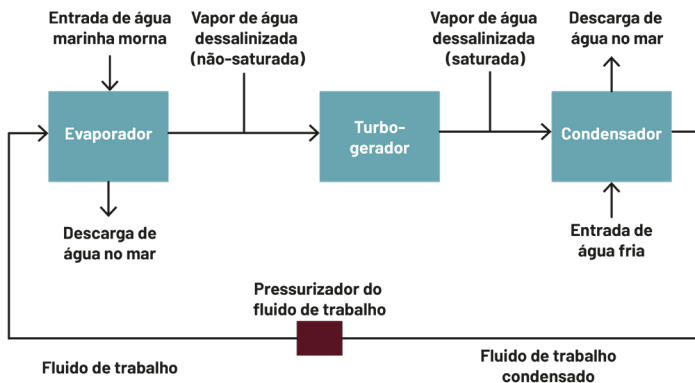 Entrada de água
marinha morna
Vapor de água
dessalinizada
(não-saturada)
Vapor de água
dessalinizada
(saturada)
Descarga de
água no mar
Evaporador
Turbo-
gerador
Condensador
Descarga de
água no mar
Entrada de
água fria
Pressurizador do
fluido de trabalho
Fluido de trabalho
Fluido de trabalho
condensado